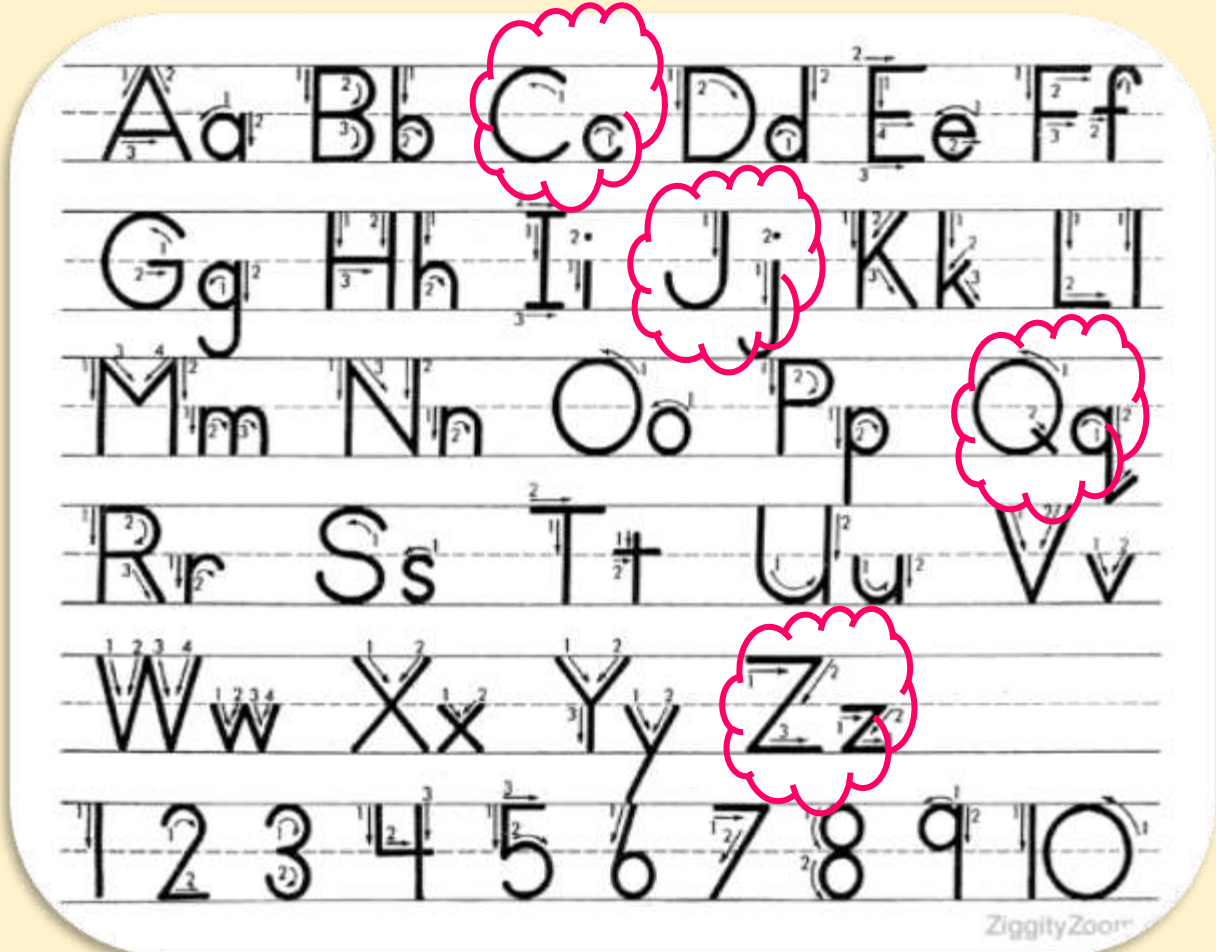 Aa Bb Cc Dd Ee Ff
Gg Hh Ii Jj Kk Ll
Mm Nn Oo Pp Qq
Rr Ss Tt Uu Vv
Ww Xx Yy Zz
1 2 3 4 5 6 7 8 9 10
ZiggityZoom